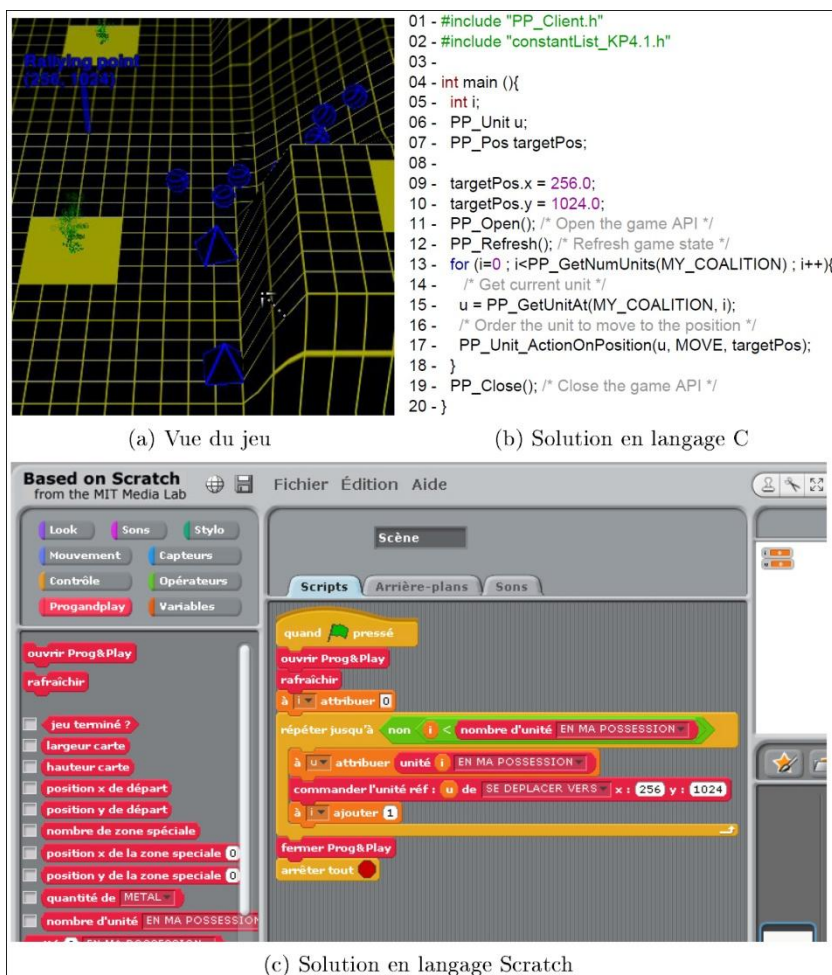 Rallying point
(256, 1024)
(a) Vue du jeu
01 - #include "PP_Client.h"
02 - #include "constantList_KP4.1.h"
03 -
04 - int main (){
05 - int i;
06 - PP_Unit u;
07 - PP_Pos targetPos;
08 -
09 - targetPos.x = 256.0;
10 - targetPos.y = 1024.0;
11 - PP_Open(); /* Open the game API */
12 - PP_Refresh(); /* Refresh game state */
13 - for (i=0 ; i<PP_GetNumUnits(MY_COALITION) ; i++){
14 - /* Get current unit */
15 - u = PP_GetUnitAt(MY_COALITION, i);
16 - /* Order the unit to move to the position */
17 - PP_Unit_ActionOnPosition(u, MOVE, targetPos);
18 - }
19 - PP_Close(); /* Close the game API */
20 - }
(b) Solution en langage C
Based on Scratch
from the MIT Media Lab
Fichier Édition Aide
Look Sons Stylo
Mouvement Capteurs
Contrôle Opérateurs
Progandplay Variables
ouvrir Prog&Play
rafraîchir
jeu terminé ?
largeur carte
hauteur carte
position x de départ
position y de départ
nombre de zone spéciale
position x de la zone speciale 0
position y de la zone speciale 0
quantité de METAL
nombre d'unité EN MA POSSESSION
Scène
Scripts Arrière-plans Sons
quand pressé
ouvrir Prog&Play
rafraîchir
à i attribuer 0
répéter jusqu'à non i < nombre d'unité EN MA POSSESSION
à u attribuer unité i EN MA POSSESSION
commander l'unité réf : u de SE DEPLACER VERS x : 256 y : 1024
à i ajouter 1
fermer Prog&Play
arrêter tout
(c) Solution en langage Scratch